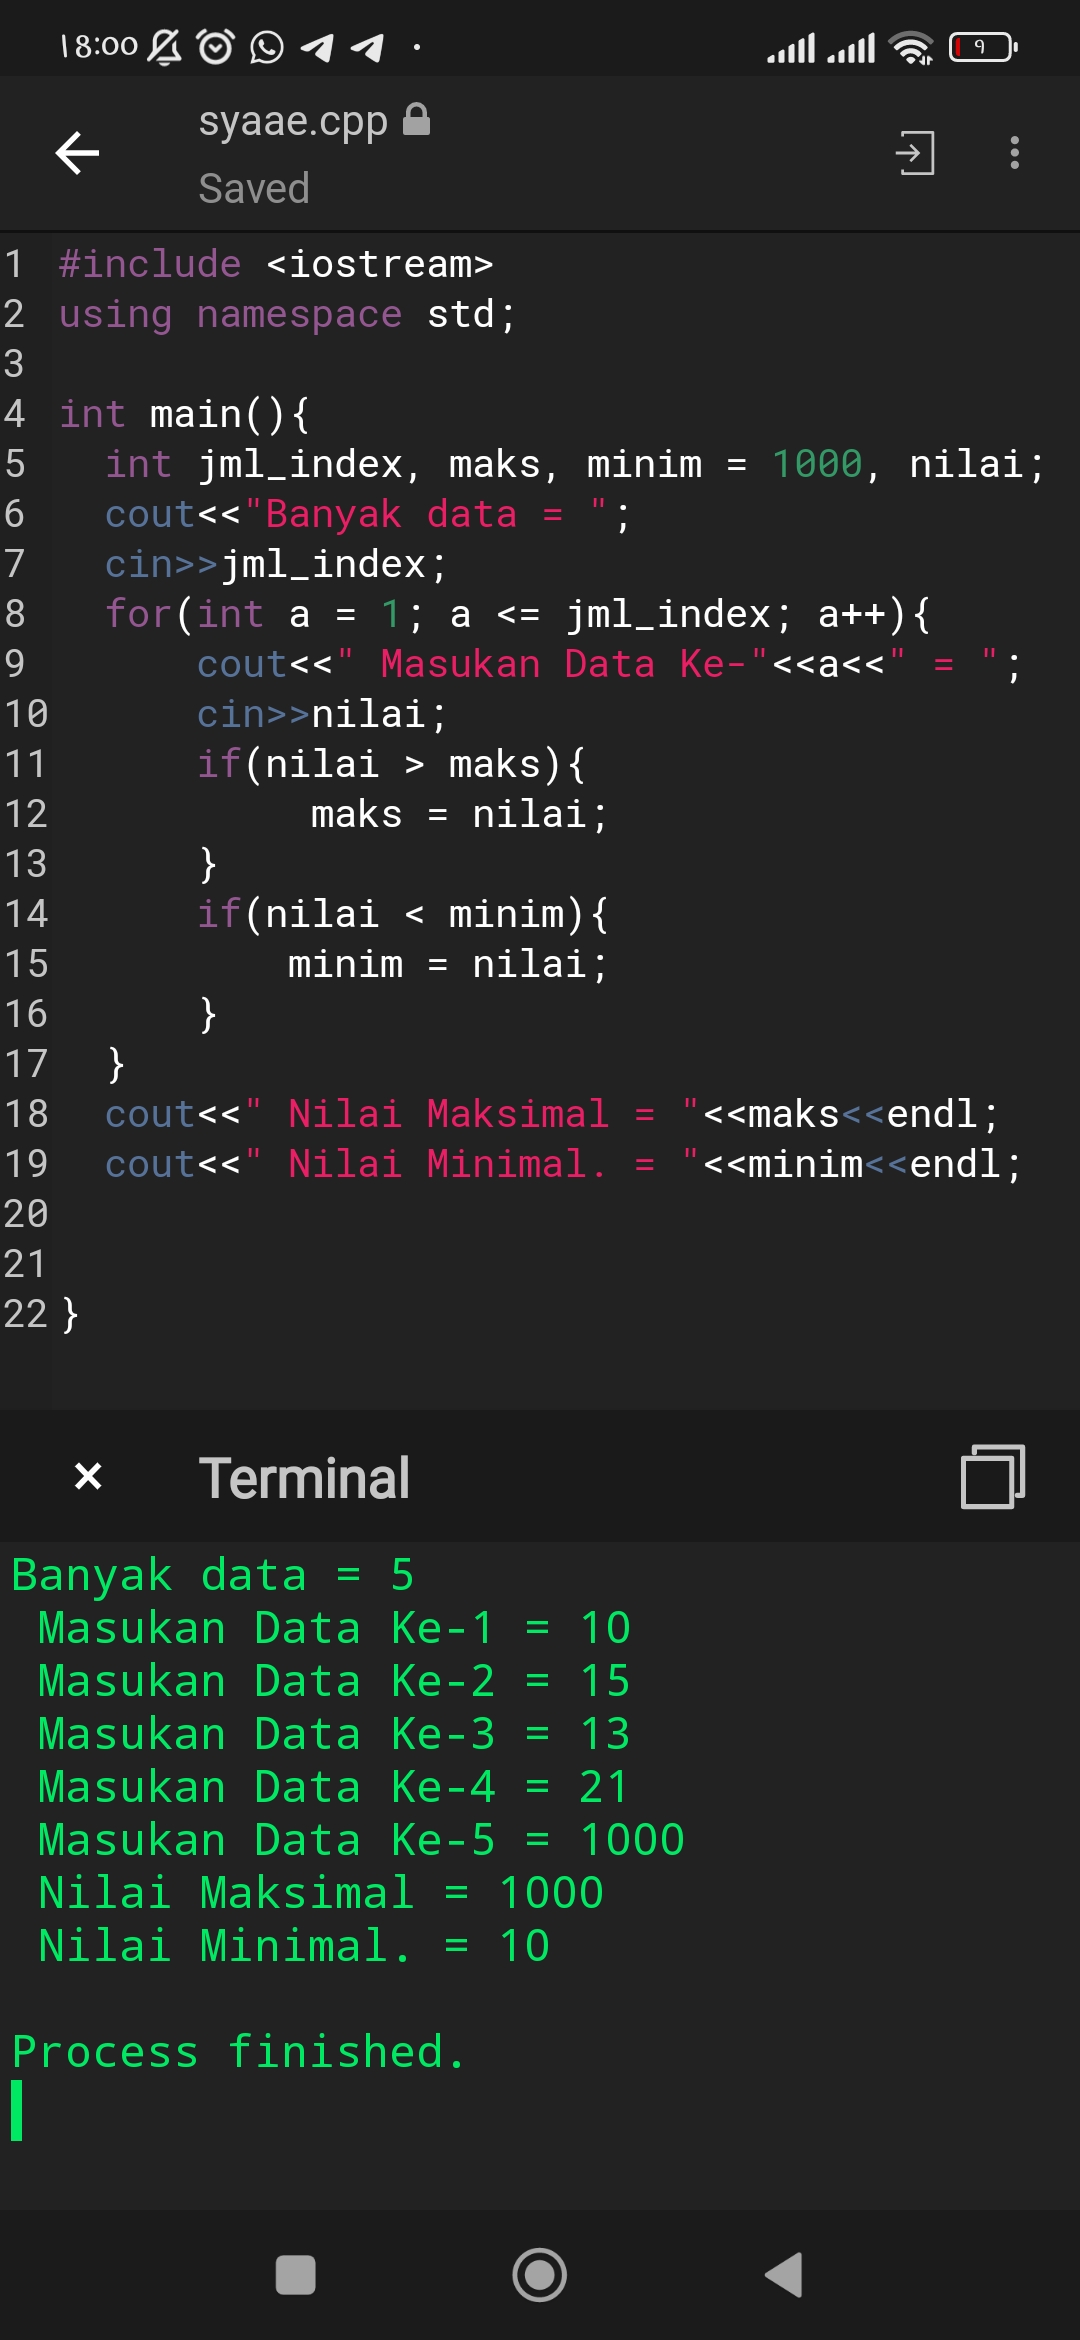 18:00
۹
syaae.cpp
Saved
1 #include <iostream>
2 using namespace std;
3
4 int main(){
5   int jml_index, maks, minim = 1000, nilai;
6   cout<<"Banyak data = ";
7   cin>>jml_index;
8   for(int a = 1; a <= jml_index; a++){
9       cout<<" Masukan Data Ke-"<<a<<" = ";
10       cin>>nilai;
11       if(nilai > maks){
12            maks = nilai;
13       }
14       if(nilai < minim){
15           minim = nilai;
16       }
17   }
18   cout<<" Nilai Maksimal = "<<maks<<endl;
19   cout<<" Nilai Minimal. = "<<minim<<endl;
20
21
22 }
Terminal
Banyak data = 5
 Masukan Data Ke-1 = 10
 Masukan Data Ke-2 = 15
 Masukan Data Ke-3 = 13
 Masukan Data Ke-4 = 21
 Masukan Data Ke-5 = 1000
 Nilai Maksimal = 1000
 Nilai Minimal. = 10
Process finished.